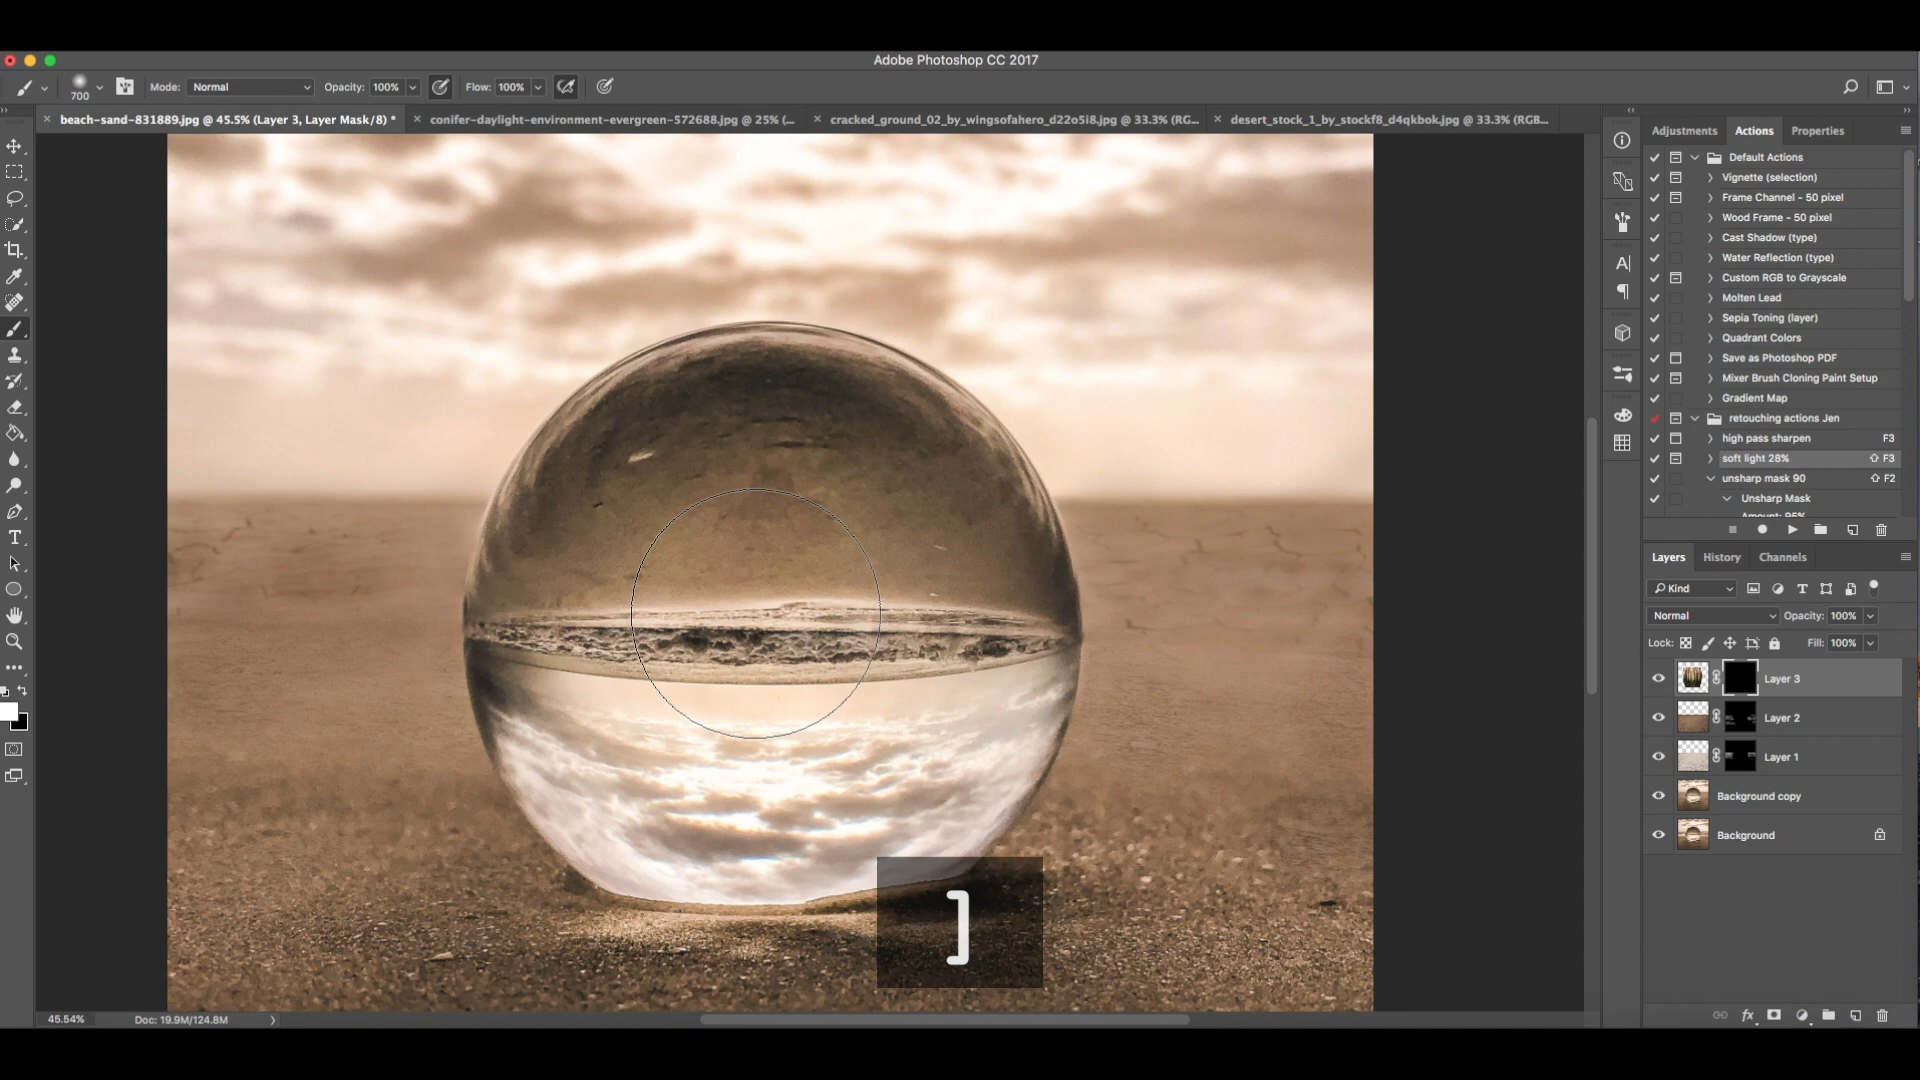 Adobe Photoshop CC 2017
700 Mode: Normal Opacity: 100% Flow: 100%
beach-sand-831889.jpg @ 45.5% (Layer 3, Layer Mask/8) * conifer-daylight-environment-evergreen-572688.jpg @ 25% (... cracked_ground_02_by_wingsofahero_d22o5i8.jpg @ 33.3% (RG... desert_stock_1_by_stockf8_d4qkbok.jpg @ 33.3% (RGB...
Adjustments Actions Properties
Default Actions
Vignette (selection)
Frame Channel - 50 pixel
Wood Frame - 50 pixel
Cast Shadow (type)
Water Reflection (type)
Custom RGB to Grayscale
Molten Lead
Sepia Toning (layer)
Quadrant Colors
Save as Photoshop PDF
Mixer Brush Cloning Paint Setup
Gradient Map
retouching actions Jen
high pass sharpen F3
soft light 28% ⇧ F3
unsharp mask 90 ⇧ F2
Unsharp Mask
Layers History Channels
Kind
Normal Opacity: 100%
Lock: Fill: 100%
Layer 3
Layer 2
Layer 1
Background copy
Background
]
45.54% Doc: 19.9M/124.8M